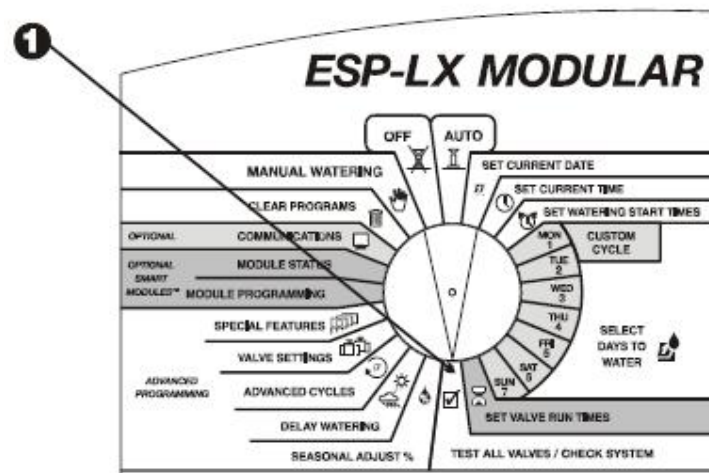 1
ESP-LX MODULAR
OFF
AUTO
MANUAL WATERING
SET CURRENT DATE
CLEAR PROGRAMS
SET CURRENT TIME
SET WATERING START TIMES
OPTIONAL
COMMUNICATIONS
MON
1
CUSTOM
CYCLE
OPTIONAL
SMART
MODULES™
MODULE STATUS
TUE
2
MODULE PROGRAMMING
WED
3
SPECIAL FEATURES
THU
4
SELECT
DAYS TO
WATER
VALVE SETTINGS
FRI
5
ADVANCED
PROGRAMMING
ADVANCED CYCLES
SAT
6
SUN
7
DELAY WATERING
SET VALVE RUN TIMES
SEASONAL ADJUST %
TEST ALL VALVES / CHECK SYSTEM